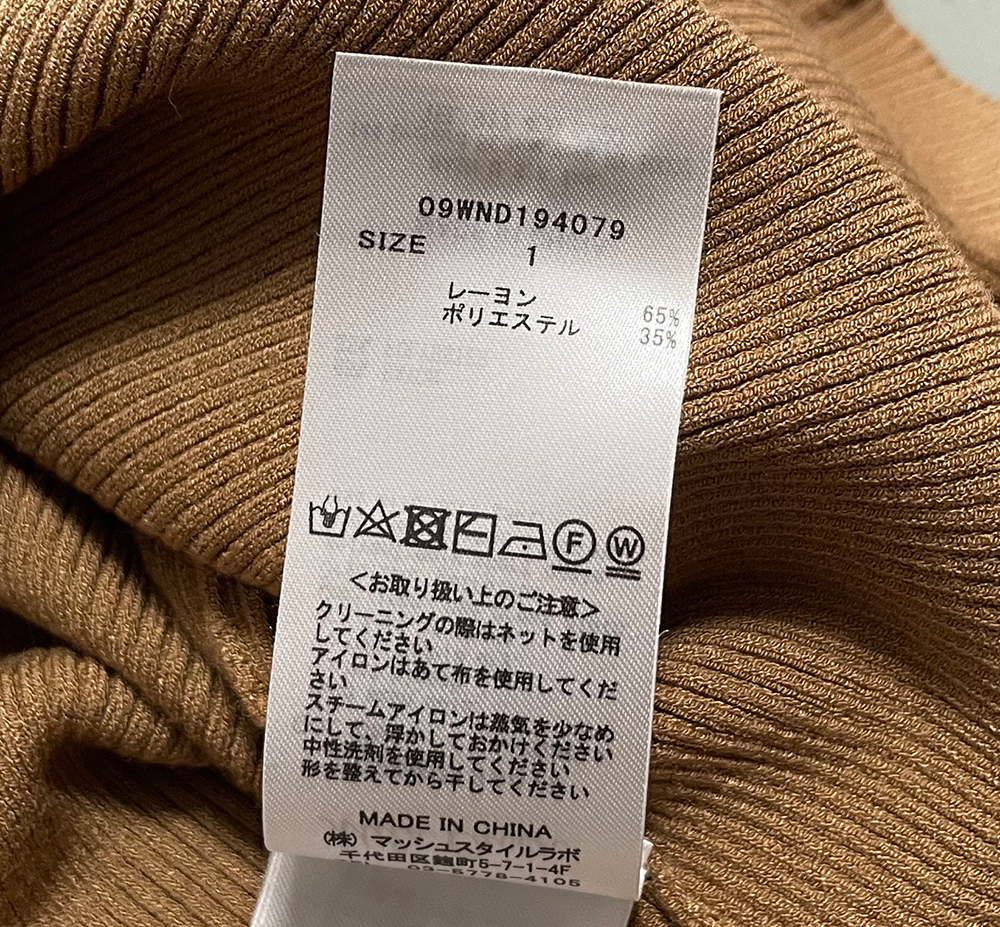 09WND194079
SIZE 1
レーヨン 65%
ポリエステル 35%
F W
<お取り扱い上のご注意>
クリーニングの際はネットを使用
してください
アイロンはあて布を使用してくだ
さい
スチームアイロンは蒸気を少なめ
にして、浮かしておかけください
中性洗剤を使用してください
形を整えてから干してください
MADE IN CHINA
(株) マッシュスタイルラボ
千代田区麹町5-7-1-4F
03-5778-4105